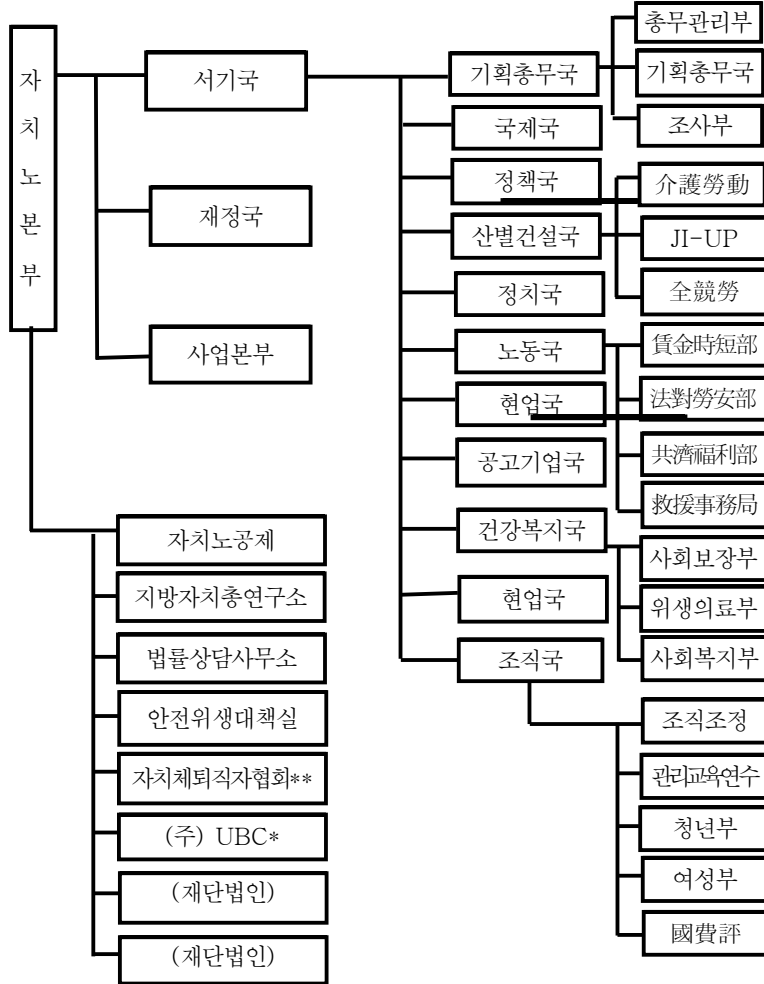 자치노본부
서기국
재정국
사업본부
기획총무국
국제국
정책국
산별건설국
정치국
노동국
현업국
공고기업국
건강복지국
현업국
조직국
총무관리부
기획총무국
조사부
介護勞動
JI-UP
全競勞
賃金時短部
法對勞安部
共濟福利部
救援事務局
사회보장부
위생의료부
사회복지부
조직조정
관리교육연수
청년부
여성부
國費評
자치노공제
지방자치총연구소
법률상담사무소
안전위생대책실
자치체퇴직자협회**
(주) UBC*
(재단법인)
(재단법인)